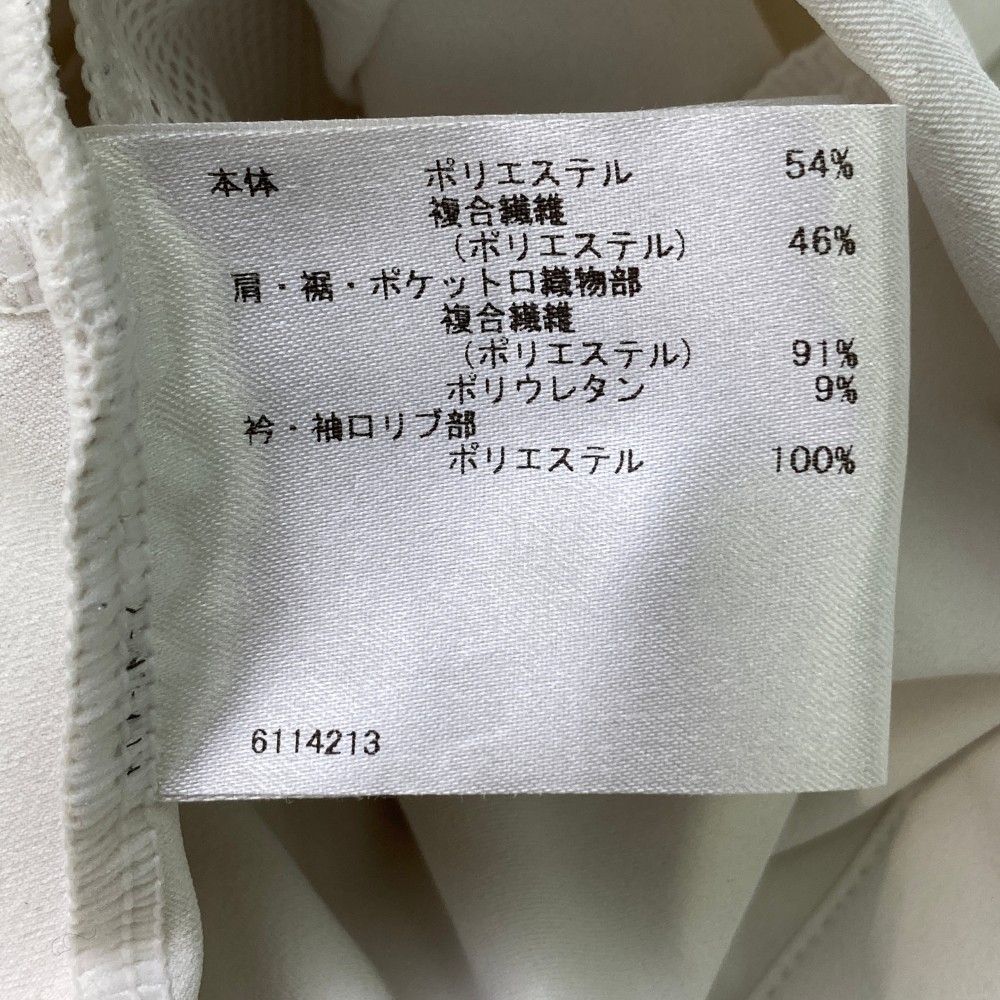 本体 ポリエステル 54%
複合繊維
(ポリエステル) 46%
肩・裾・ポケット口織物部
複合繊維
(ポリエステル) 91%
ポリウレタン 9%
衿・袖口リブ部
ポリエステル 100%
6114213